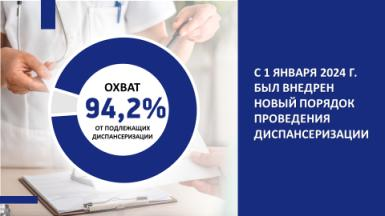 ОХВАТ
94,2%
ОТ ПОДЛЕЖАЩИХ
ДИСПАНСЕРИЗАЦИИ
С 1 ЯНВАРЯ 2024 Г.
БЫЛ ВНЕДРЕН
НОВЫЙ ПОРЯДОК
ПРОВЕДЕНИЯ
ДИСПАНСЕРИЗАЦИИ